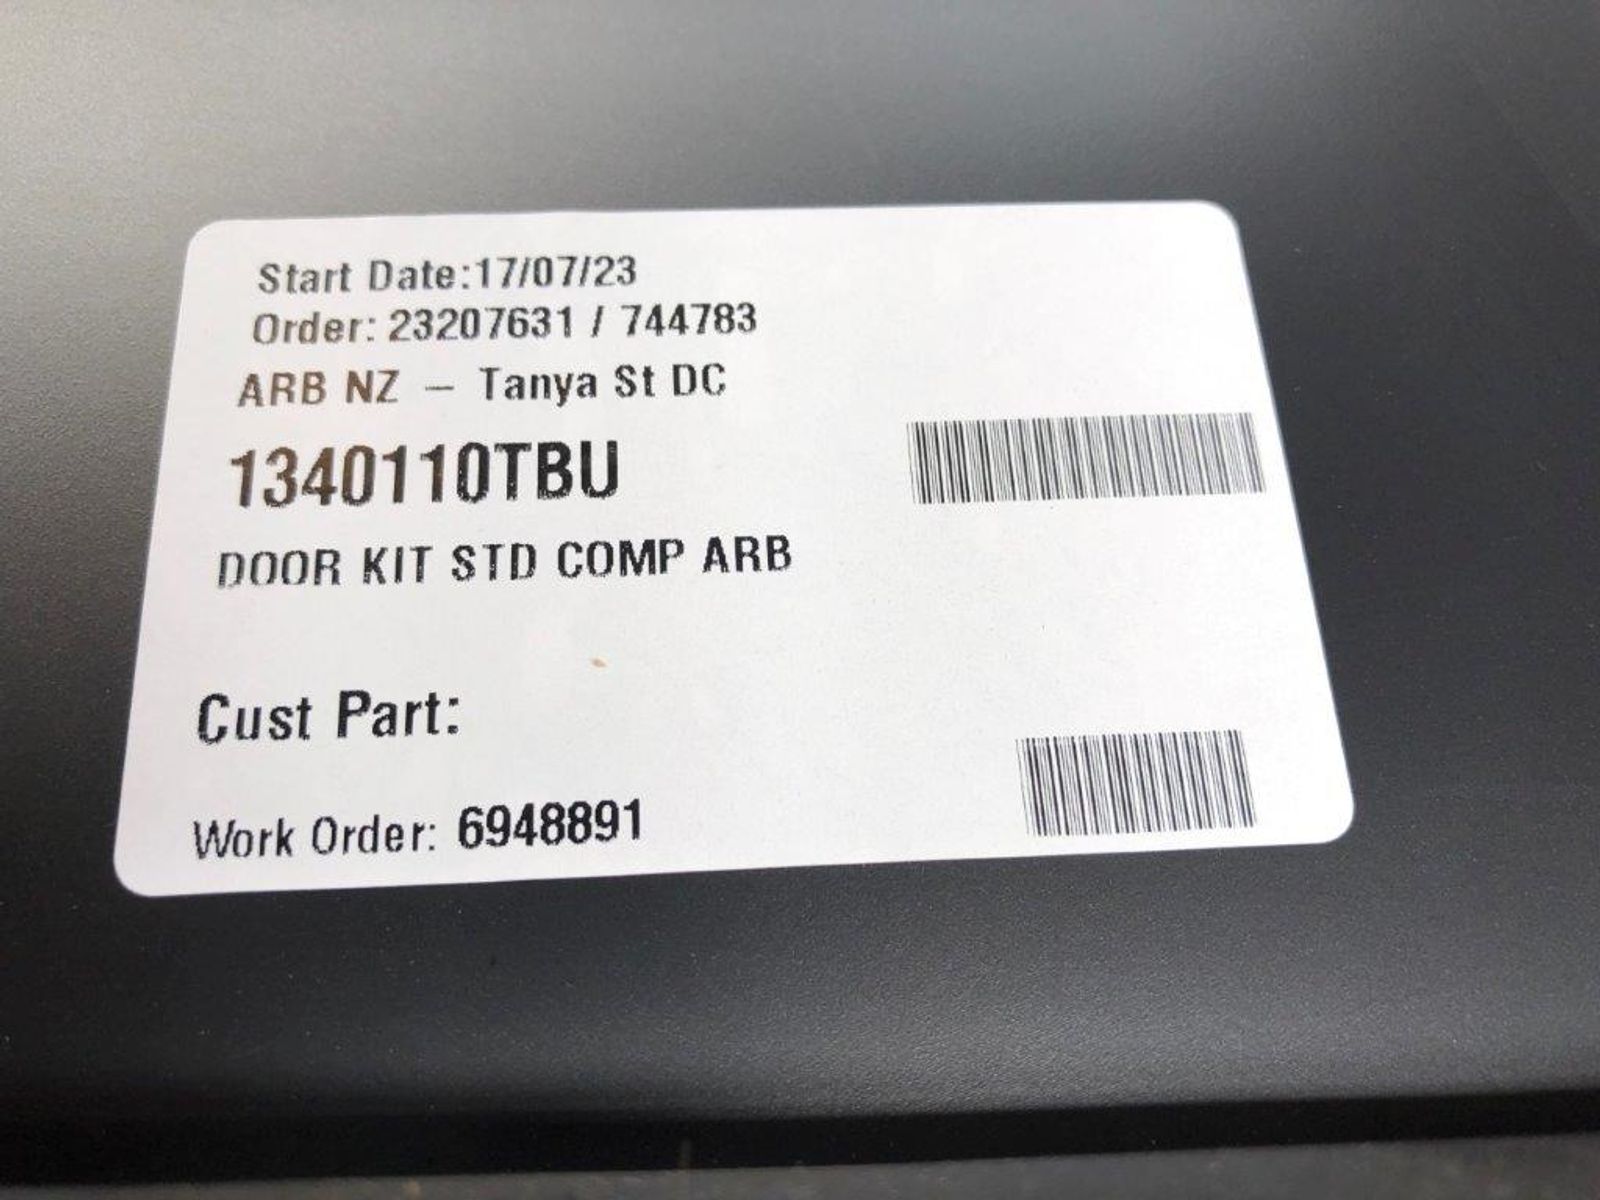 Start Date:17/07/23
Order: 23207631 / 744783
ARB NZ – Tanya St DC
1340110TBU
DOOR KIT STD COMP ARB
Cust Part:
Work Order: 6948891